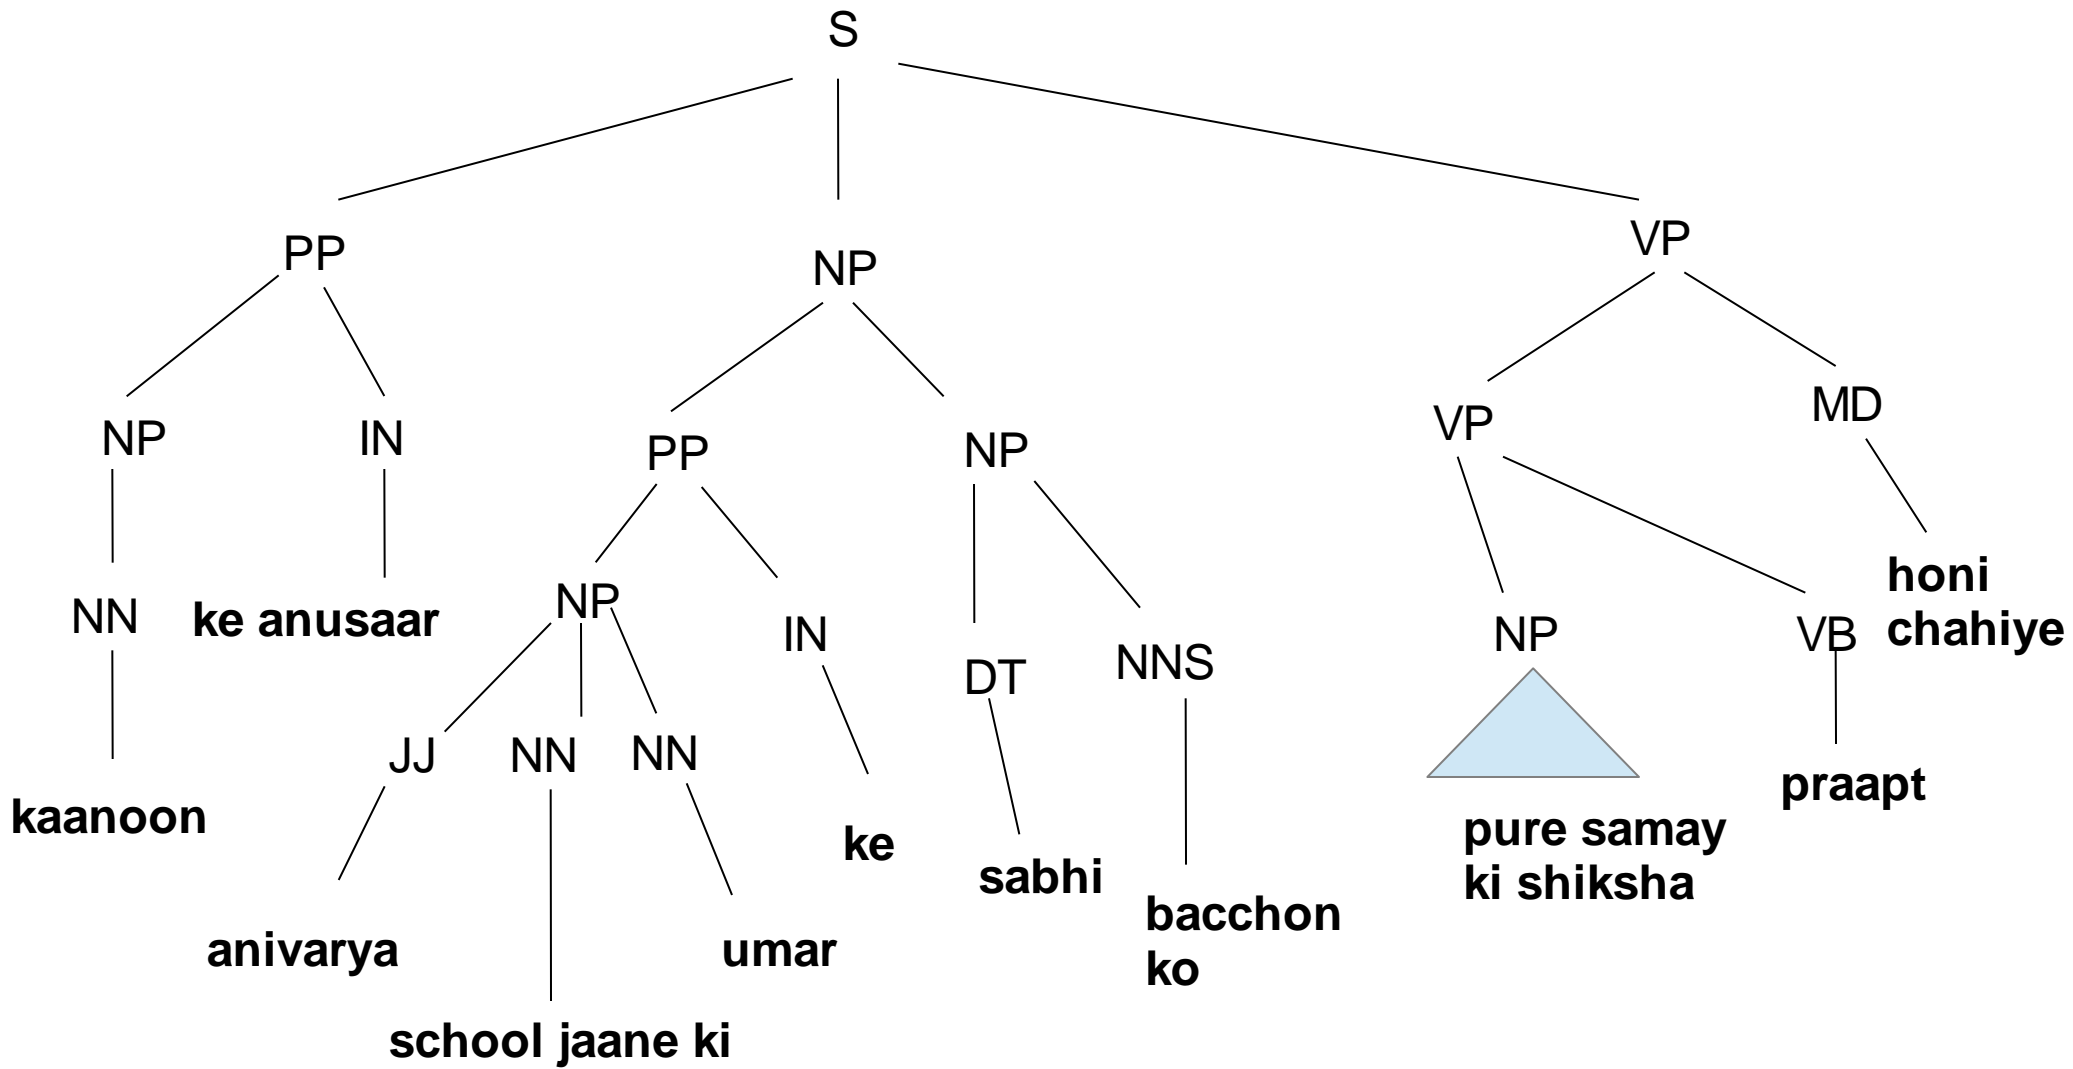 S
PP
NP
VP
NP
IN
PP
NP
VP
MD
NN
ke anusaar
NP
IN
DT
NNS
NP
VB
honi
chahiye
JJ
NN
NN
kaanoon
ke
sabhi
bacchon
ko
pure samay
ki shiksha
praapt
anivarya
umar
school jaane ki